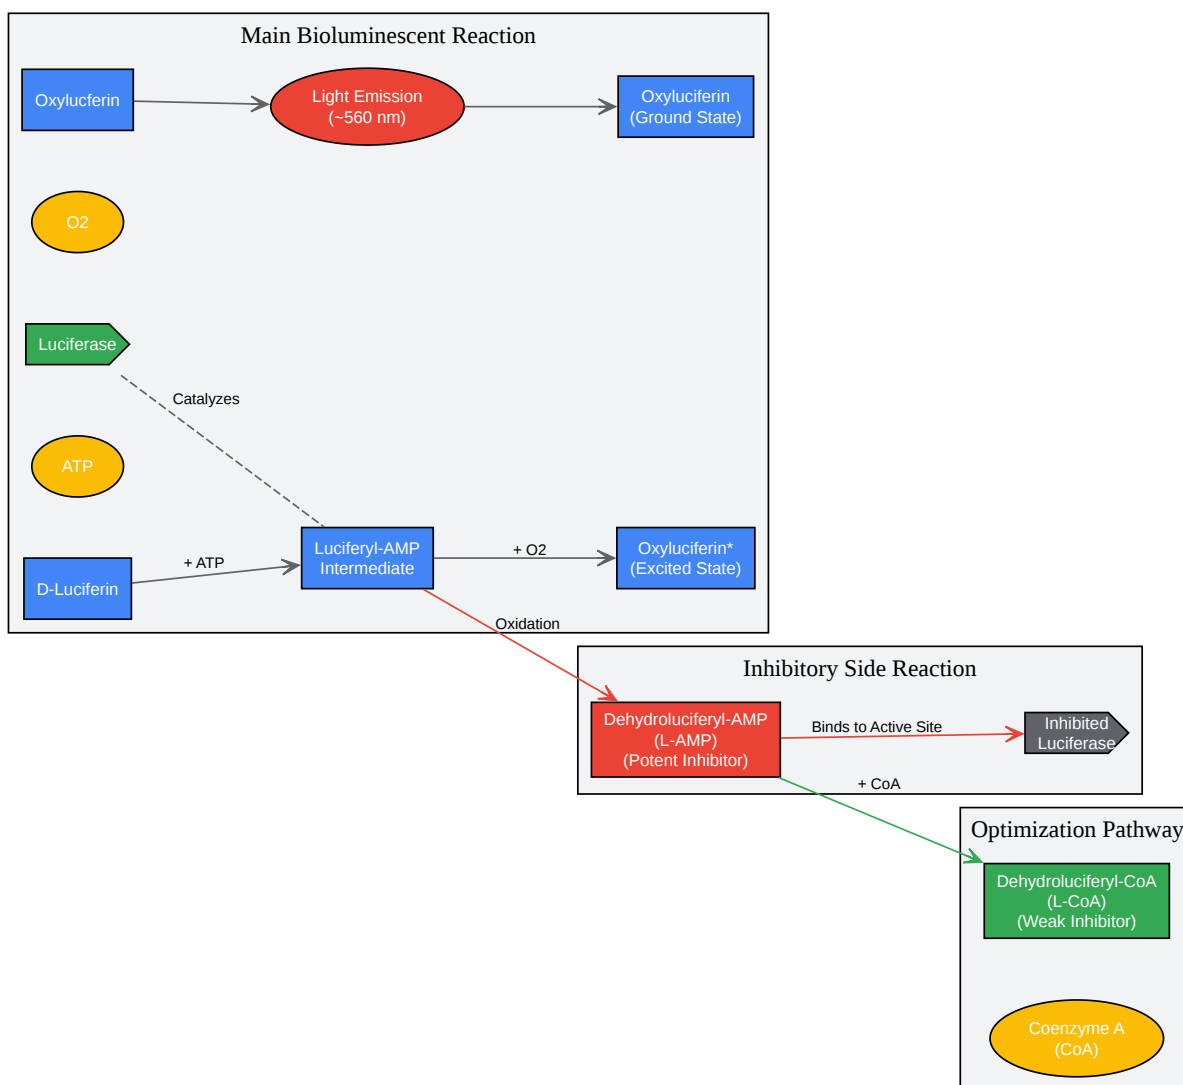 Main Bioluminescent Reaction
Oxylucferin
Light Emission
(~560 nm)
Oxyluciferin
(Ground State)
O2
Luciferase
Catalyzes
ATP
D-Luciferin
+ ATP
Luciferyl-AMP
Intermediate
+ O2
Oxyluciferin*
(Excited State)
Oxidation
Inhibitory Side Reaction
Dehydroluciferyl-AMP
(L-AMP)
(Potent Inhibitor)
Binds to Active Site
Inhibited
Luciferase
+ CoA
Optimization Pathway
Dehydroluciferyl-CoA
(L-CoA)
(Weak Inhibitor)
Coenzyme A
(CoA)